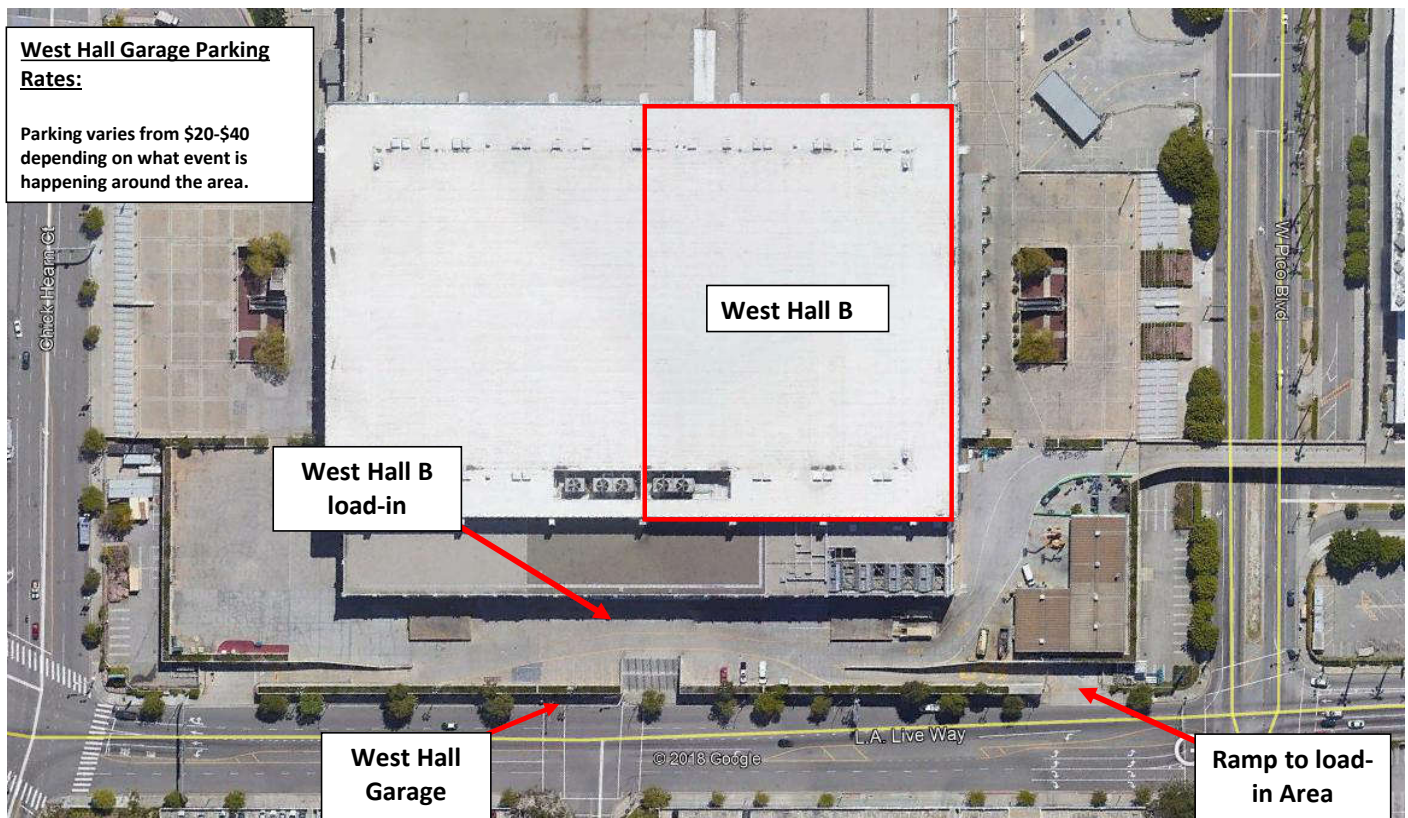 West Hall Garage Parking
Rates:
Parking varies from $20-$40
depending on what event is
happening around the area.
Chick Hearn Ct
W Pico Blvd
West Hall B
West Hall B
load-in
L.A. Live Way
© 2018 Google
West Hall
Garage
Ramp to load-
in Area